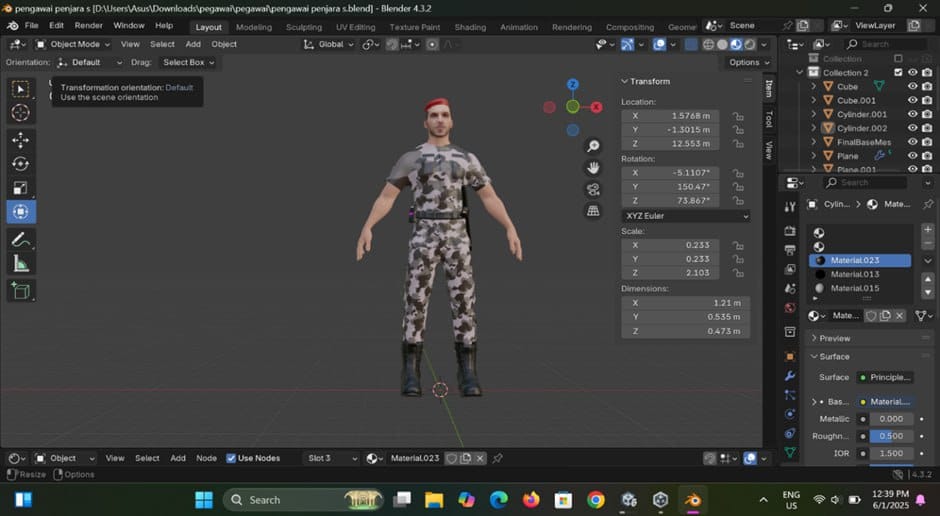 pengawai penjara s [D:\Users\Asus\Downloads\pegawai\pegawai\pengawai penjara s.blend] - Blender 4.3.2
File Edit Render Window Help Layout Modeling Sculpting UV Editing Texture Paint Shading Animation Rendering Compositing Scene ViewLayer
Object Mode View Select Add Object Global Search
Orientation: Default Drag: Select Box Options
Transformation orientation: Default
Use the scene orientation
Z
X
Transform
Location:
X 1.5768 m
Y -1.3015 m
Z 12.553 m
Rotation:
X -5.1107°
Y 150.47°
Z 73.867°
XYZ Euler
Scale:
X 0.233
Y 0.233
Z 2.103
Dimensions:
X 1.21 m
Y 0.535 m
Z 0.473 m
Item
Tool
View
Collection
Collection 2
Cube
Cube.001
Cylinder.001
Cylinder.002
FinalBaseMes
Plane
Plane.001
Search
Cylin... Mate...
Material.023
Material.013
Material.015
Mate...
Preview
Surface
Surface Principle...
Bas... Material....
Metallic 0.000
Roughn... 0.500
IOR 1.500
Object View Select Add Node Use Nodes Slot 3 Material.023
Resize Options 4.3.2
Search
ENG
US
12:39 PM
6/1/2025